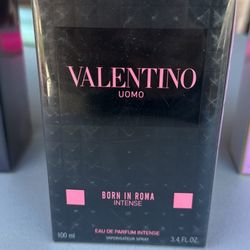 VALENTINO
UOMO
BORN IN ROMA
INTENSE
EAU DE PARFUM INTENSE
VAPORISATEUR SPRAY
100 ml
3.4 FL.OZ.